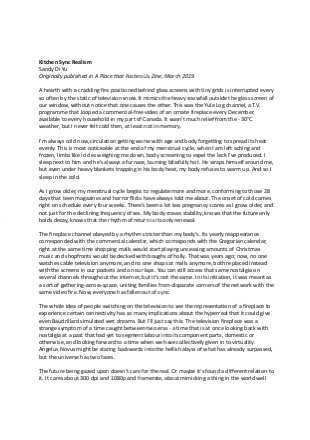 Kitchen Sync Realism
Sandy Di Yu
Originally published in A Place that Fosters Us Zine, March 2019
A hearth with a crackling fire positioned behind glass screens with tiny grids is interrupted every
so often by the static of television snow. It mimics the heavy snowfall outside the glass screen of
our window, without notice that one causes the other. This was the Yule Log channel, a T.V.
programme that looped a commercial-free video of an ornate fireplace every December,
available to every household in my part of Canada. It wasn't much relief from the -30°C
weather, but I never felt cold then, at least not in memory.
I'm always cold now, circulation getting worse with age and body forgetting to spread its heat
evenly. This is most noticeable at the end of my menstrual cycle, when I am left aching and
frozen, limbs like icicles weighing me down, body screaming to expel the lack I've produced. I
sleep next to him and he's always a furnace, burning blissfully hot. He wraps himself around me,
but even under heavy blankets trapping in his body heat, my body refuses to warm up. And so I
sleep in the cold.
As I grow older, my menstrual cycle begins to regulate more and more, conforming to those 28
days that teen magazines and horror flicks have always told me about. The onset of cold comes
right on schedule every four weeks. There's been a lot less pregnancy scares as I grow older, and
not just for the declining frequency of sex. My body craves stability, knows that the future only
holds decay, knows that the rhythm of return is its only renewal.
The fireplace channel obeyed by a rhythm stricter than my body's. Its yearly reappearance
corresponded with the commercial calendar, which corresponds with the Gregorian calendar,
right at the same time shopping malls would start playing unceasing amounts of Christmas
music and shopfronts would be decked with boughs of holly. That was years ago; now, no one
watches cable television anymore, and no one shops at malls anymore, both replaced instead
with the screens in our pockets and on our laps. You can still access that same nostalgia on
several channels throughout the internet, but it's not the same. In its initiation, it was meant as
a sort of gathering-across-space, uniting families from disparate corners of the network with the
same video fire. Now, everyone has fallen out of sync.
The whole idea of people switching on the television to see the representation of a fireplace to
experience certain connectivity has so many implications about the hyperreal that it could give
even Baudrillard simulated wet dreams. But I'll just say this: The television fireplace was a
strange symptom of a time caught between two eras – a time that is at once looking back with
nostalgia at a past that had yet to segment labour into its component parts, domestic or
otherwise, and looking forward to a time when we have collectively given in to virtuality.
Angelus Novus might be staring backwards into the hellish abyss of what has already surpassed,
but the universe has two faces.
The future being gazed upon doesn't care for the real. Or maybe it's found a different relation to
it. It cares about 300 dpi and 1080p and framerate, about mimicking a thing in the world well